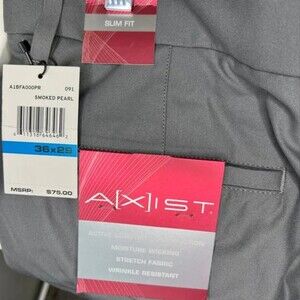 SLIM FIT
A1BFA000PR 091
SMOKED PEARL
36x29
MSRP: $75.00
A[X]IST
MOISTURE WICKING
STRETCH FABRIC
WRINKLE RESISTANT